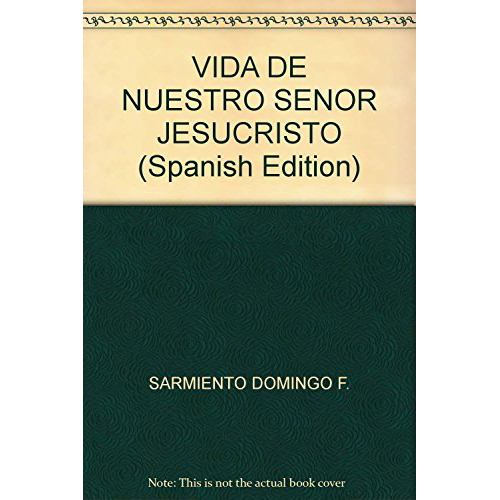 VIDA DE
NUESTRO SENOR
JESUCRISTO
(Spanish Edition)
SARMIENTO DOMINGO F.
Note: This is not the actual book cover